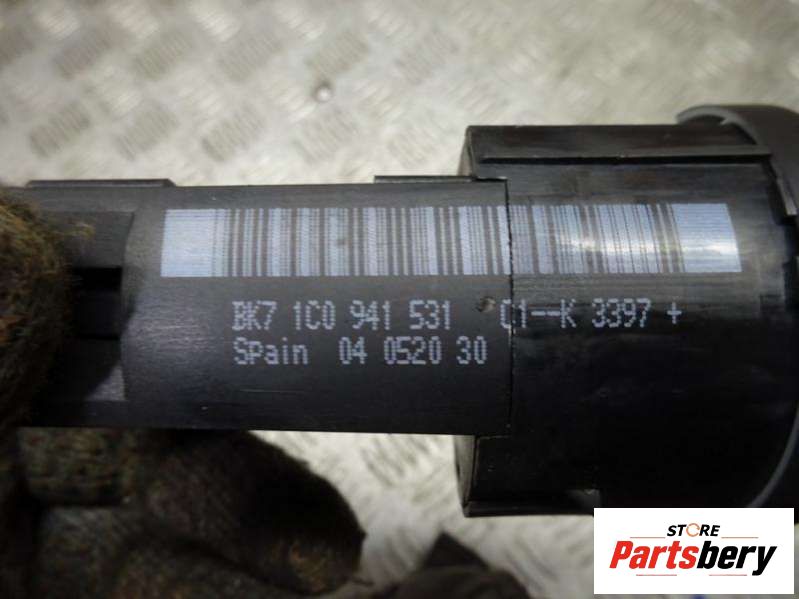 BK7 1C0 941 531 C1--K 3397 +
Spain 04 0520 30
STORE
Partsbery